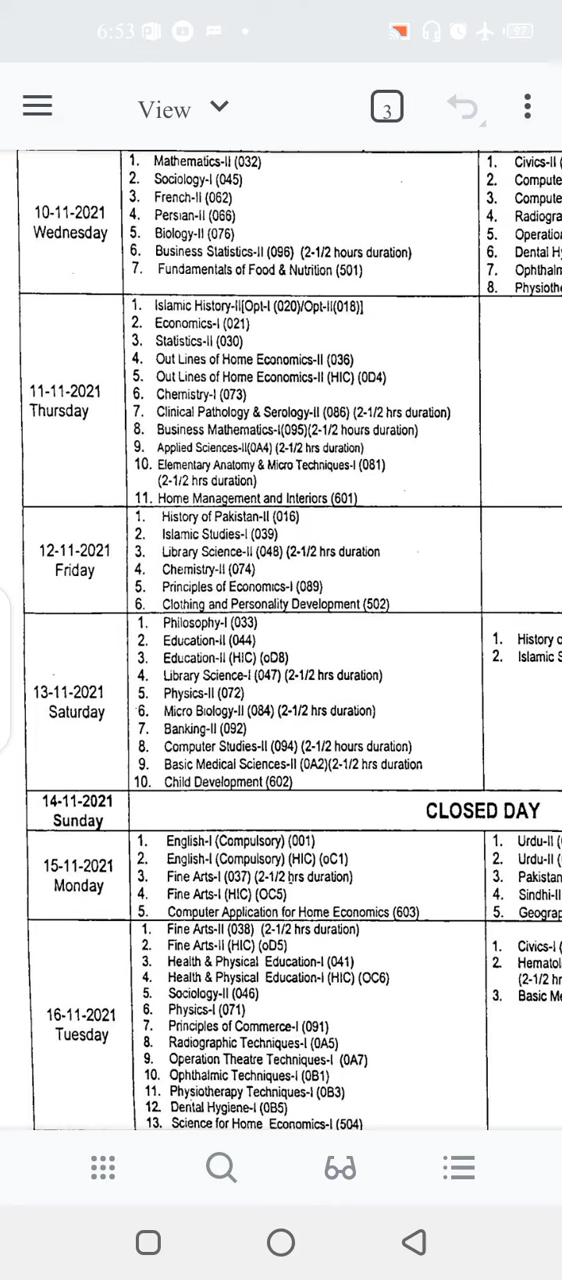 6:53
97
View
3
10-11-2021
Wednesday
1. Mathematics-II (032)
2. Sociology-I (045)
3. French-II (062)
4. Persian-II (066)
5. Biology-II (076)
6. Business Statistics-II (096) (2-1/2 hours duration)
7. Fundamentals of Food & Nutrition (501)
1. Civics-II (
2. Compute
3. Compute
4. Radiogra
5. Operatio
6. Dental H
7. Ophthalm
8. Physiothe
11-11-2021
Thursday
1. Islamic History-II[Opt-I (020)/Opt-II(018)]
2. Economics-I (021)
3. Statistics-II (030)
4. Out Lines of Home Economics-II (036)
5. Out Lines of Home Economics-II (HIC) (0D4)
6. Chemistry-I (073)
7. Clinical Pathology & Serology-II (086) (2-1/2 hrs duration)
8. Business Mathematics-I(095)(2-1/2 hours duration)
9. Applied Sciences-II(0A4) (2-1/2 hrs duration)
10. Elementary Anatomy & Micro Techniques-I (081)
(2-1/2 hrs duration)
11. Home Management and Interiors (601)
12-11-2021
Friday
1. History of Pakistan-II (016)
2. Islamic Studies-I (039)
3. Library Science-II (048) (2-1/2 hrs duration
4. Chemistry-II (074)
5. Principles of Economics-I (089)
6. Clothing and Personality Development (502)
13-11-2021
Saturday
1. Philosophy-I (033)
2. Education-II (044)
3. Education-II (HIC) (oD8)
4. Library Science-I (047) (2-1/2 hrs duration)
5. Physics-II (072)
6. Micro Biology-II (084) (2-1/2 hrs duration)
7. Banking-II (092)
8. Computer Studies-II (094) (2-1/2 hours duration)
9. Basic Medical Sciences-II (0A2)(2-1/2 hrs duration
10. Child Development (602)
1. History o
2. Islamic S
14-11-2021
Sunday
CLOSED DAY
15-11-2021
Monday
1. English-I (Compulsory) (001)
2. English-I (Compulsory) (HIC) (oC1)
3. Fine Arts-I (037) (2-1/2 hrs duration)
4. Fine Arts-I (HIC) (OC5)
5. Computer Application for Home Economics (603)
1. Urdu-II (
2. Urdu-II (
3. Pakistan
4. Sindhi-II
5. Geograp
16-11-2021
Tuesday
1. Fine Arts-II (038) (2-1/2 hrs duration)
2. Fine Arts-II (HIC) (oD5)
3. Health & Physical Education-I (041)
4. Health & Physical Education-I (HIC) (OC6)
5. Sociology-II (046)
6. Physics-I (071)
7. Principles of Commerce-I (091)
8. Radiographic Techniques-I (0A5)
9. Operation Theatre Techniques-I (0A7)
10. Ophthalmic Techniques-I (0B1)
11. Physiotherapy Techniques-I (0B3)
12. Dental Hygiene-I (0B5)
13. Science for Home Economics-I (504)
1. Civics-I (
2. Hematol
(2-1/2 hr
3. Basic Me